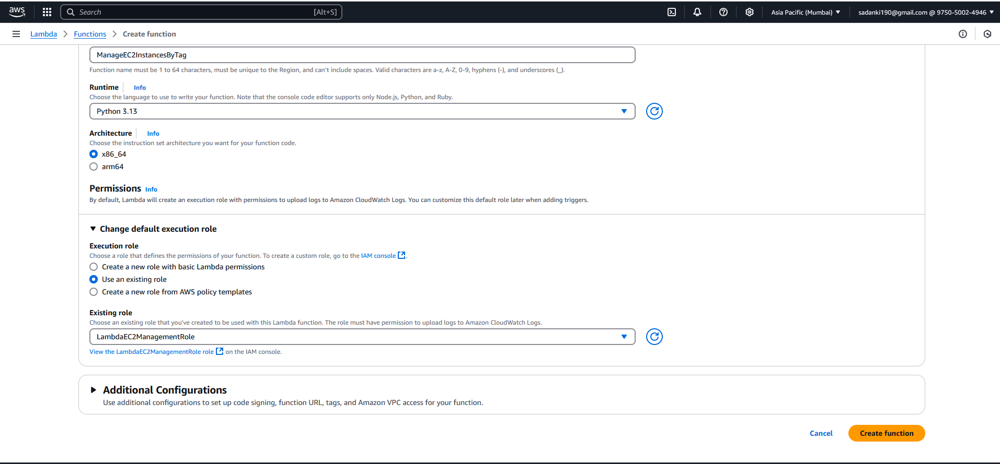 aws
Search
[Alt+S]
Asia Pacific (Mumbai)
sadanki190@gmail.com @ 9750-5002-4946
Lambda
Functions
Create function
ManageEC2InstancesByTag
Function name must be 1 to 64 characters, must be unique to the Region, and can't include spaces. Valid characters are a-z, A-Z, 0-9, hyphens (-), and underscores (_).
Runtime
Info
Choose the language to use to write your function. Note that the console code editor supports only Node.js, Python, and Ruby.
Python 3.13
Architecture
Info
Choose the instruction set architecture you want for your function code.
x86_64
arm64
Permissions Info
By default, Lambda will create an execution role with permissions to upload logs to Amazon CloudWatch Logs. You can customize this default role later when adding triggers.
Change default execution role
Execution role
Choose a role that defines the permissions of your function. To create a custom role, go to the IAM console.
Create a new role with basic Lambda permissions
Use an existing role
Create a new role from AWS policy templates
Existing role
Choose an existing role that you've created to be used with this Lambda function. The role must have permission to upload logs to Amazon CloudWatch Logs.
LambdaEC2ManagementRole
View the LambdaEC2ManagementRole role on the IAM console.
Additional Configurations
Use additional configurations to set up code signing, function URL, tags, and Amazon VPC access for your function.
Cancel
Create function